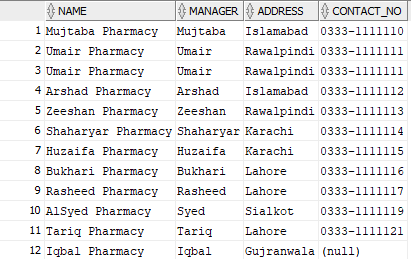 NAME MANAGER ADDRESS CONTACT_NO
1 Mujtaba Pharmacy Mujtaba Islamabad 0333-1111110
2 Umair Pharmacy Umair Rawalpindi 0333-1111111
3 Umair Pharmacy Umair Rawalpindi 0333-1111111
4 Arshad Pharmacy Arshad Islamabad 0333-1111112
5 Zeeshan Pharmacy Zeeshan Rawalpindi 0333-1111113
6 Shaharyar Pharmacy Shaharyar Karachi 0333-1111114
7 Huzaifa Pharmacy Huzaifa Karachi 0333-1111115
8 Bukhari Pharmacy Bukhari Lahore 0333-1111116
9 Rasheed Pharmacy Rasheed Lahore 0333-1111117
10 AlSyed Pharmacy Syed Sialkot 0333-1111119
11 Tariq Pharmacy Tariq Lahore 0333-1111121
12 Iqbal Pharmacy Iqbal Gujranwala (null)